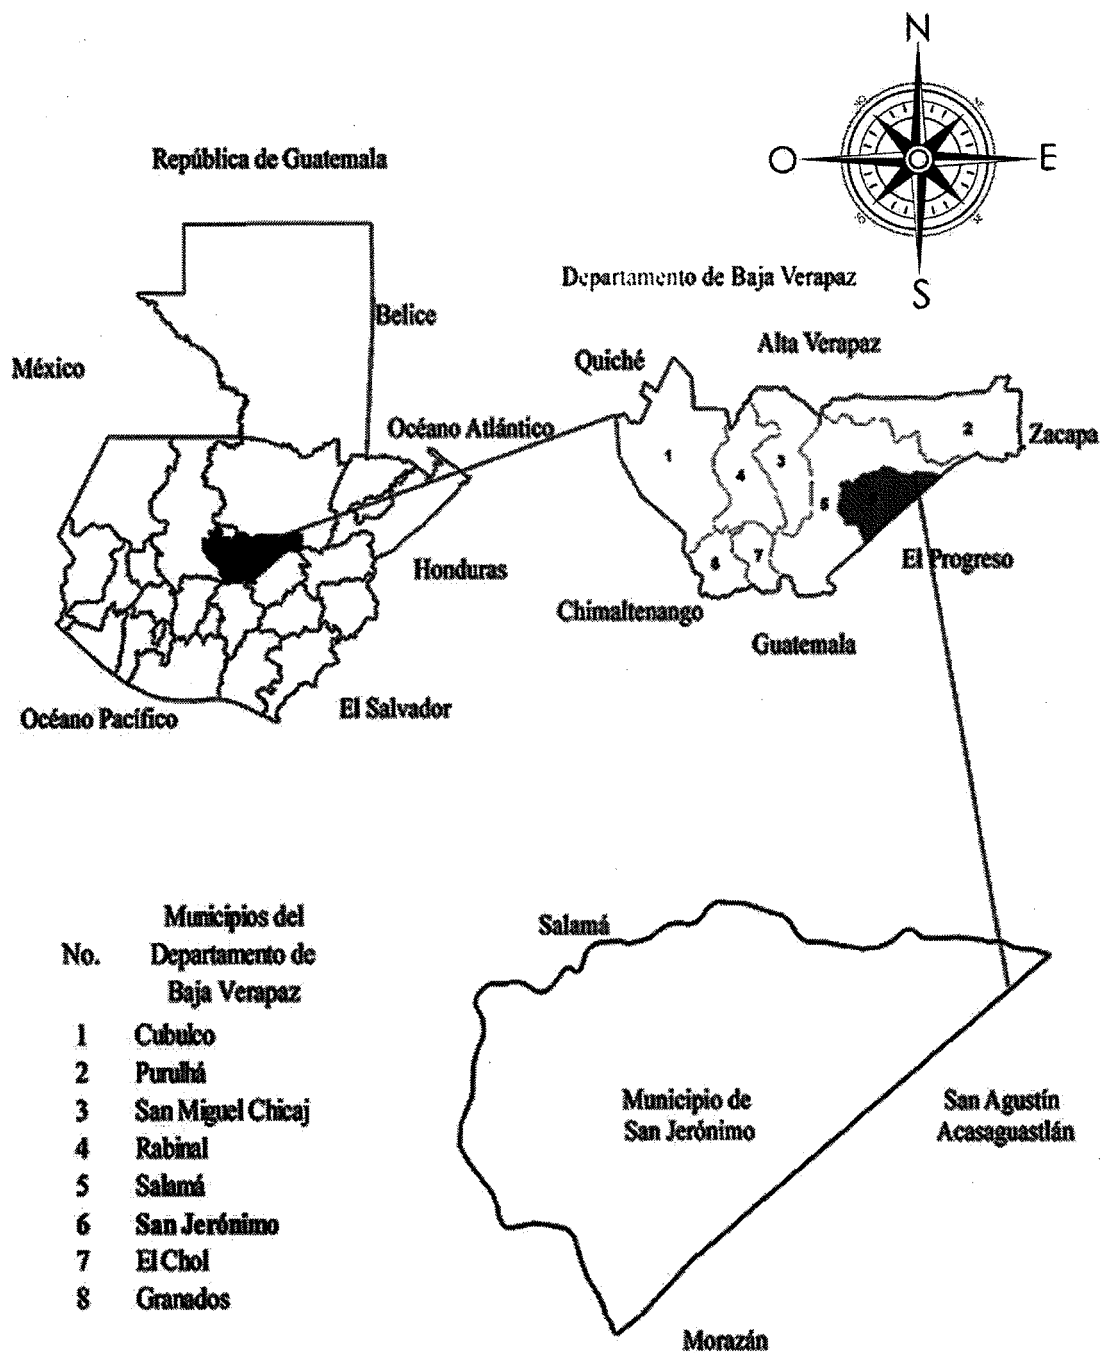 N
República de Guatemala
O
E
Departamento de Baja Verapaz
S
Belice
Alta Verapaz
Quiché
México
Océano Atlántico
Zacapa
1
2
3
4
5
El Progreso
Honduras
8
7
Chimaltenango
Guatemala
El Salvador
Océano Pacífico
Municipios del
No. Departamento de
Baja Verapaz
1 Cubulco
2 Purulhá
3 San Miguel Chicaj
4 Rabinal
5 Salamá
6 San Jerónimo
7 El Chol
8 Granados
Salamá
Municipio de
San Jerónimo
San Agustín
Acasaguastlán
Morazán